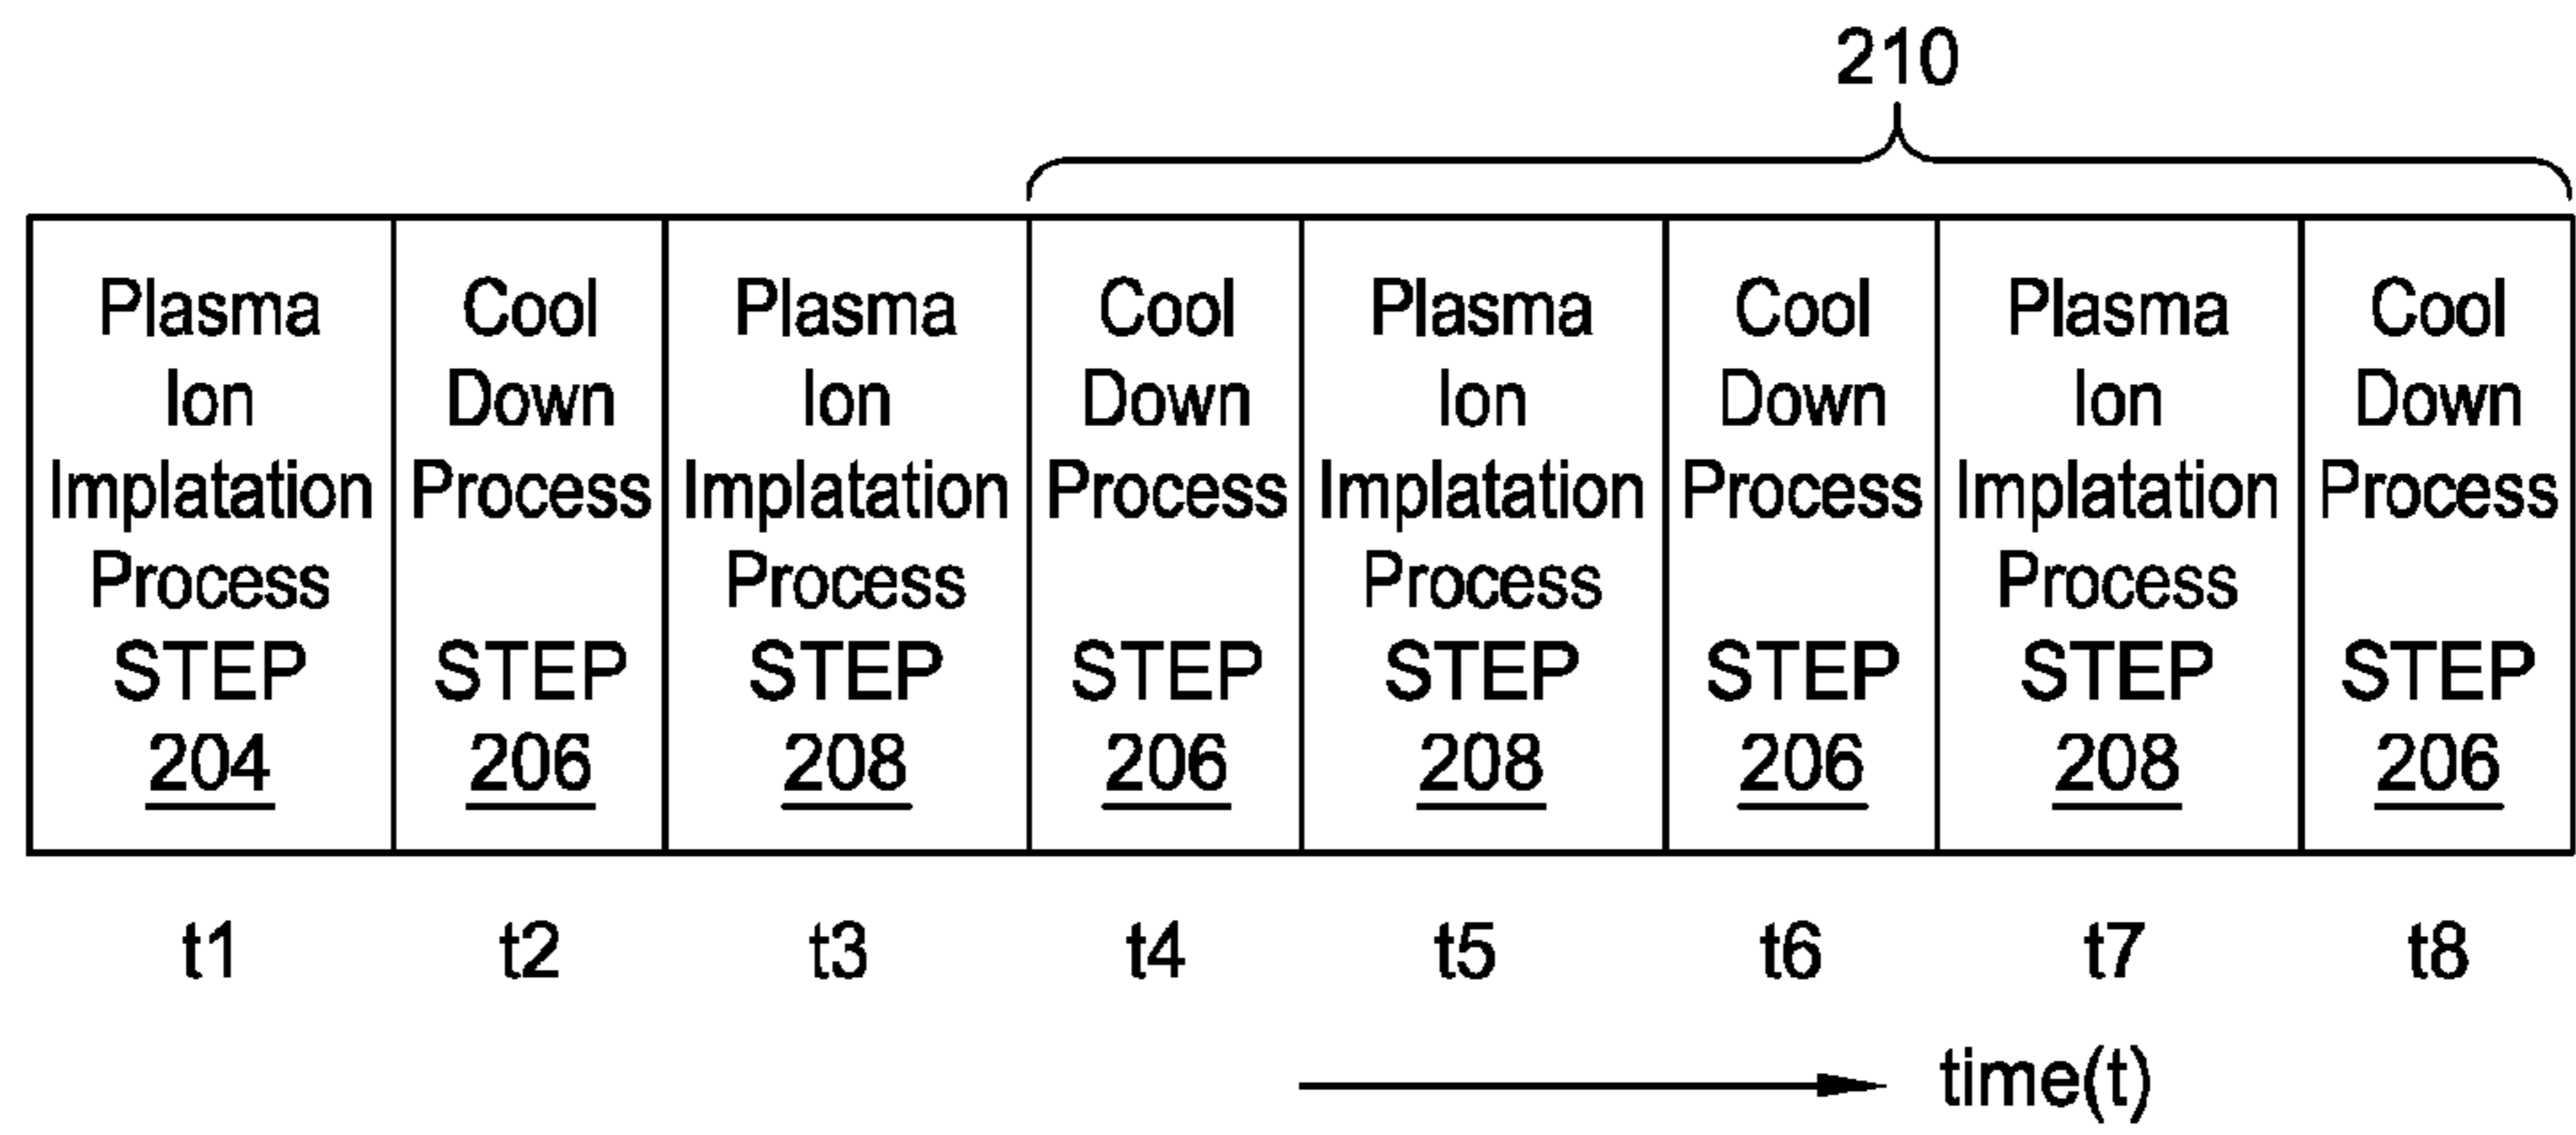 210
Plasma
Ion
Implatation
Process
STEP
204
Cool
Down
Process
STEP
206
Plasma
Ion
Implatation
Process
STEP
208
Cool
Down
Process
STEP
206
Plasma
Ion
Implatation
Process
STEP
208
Cool
Down
Process
STEP
206
Plasma
Ion
Implatation
Process
STEP
208
Cool
Down
Process
STEP
206
t1 t2 t3 t4 t5 t6 t7 t8
time(t)